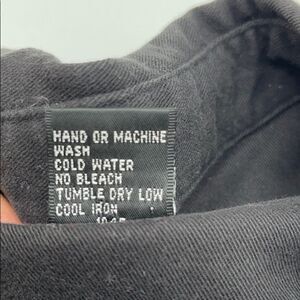 HAND OR MACHINE
WASH
COLD WATER
NO BLEACH
TUMBLE DRY LOW
COOL IRON